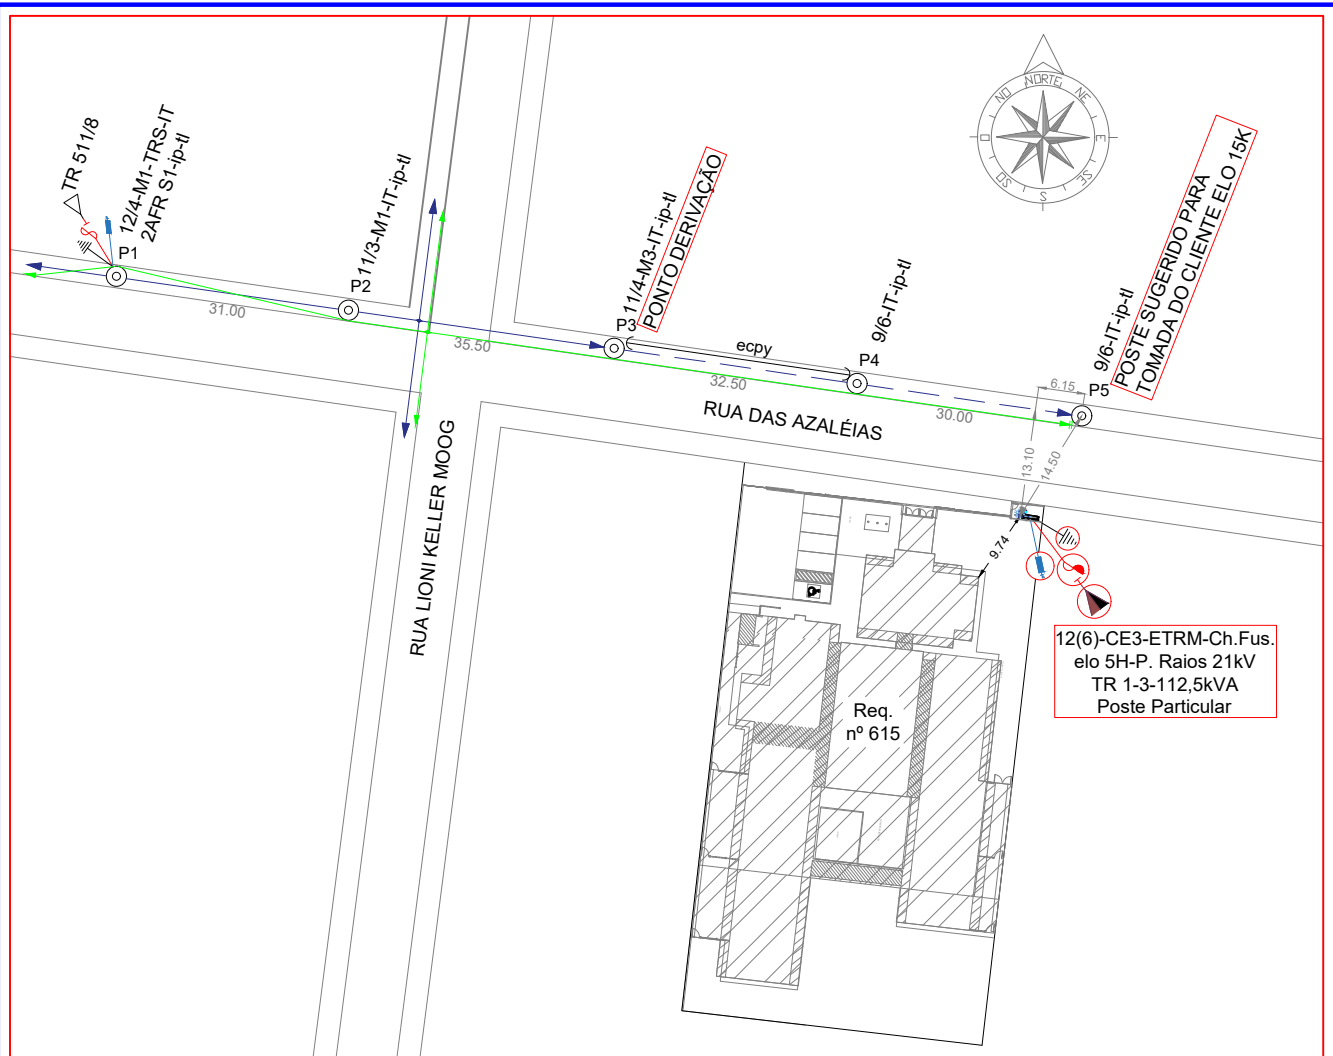 TR 511/8
12/4-M1-TRS-IT
2AFR S1-ip-tl
P1
31.00
P2
11/3-M1-IT-ip-tl
35.50
P3
11/4-M3-IT-ip-tl
PONTO DERIVAÇÃO
ecpy
32.50
P4
9/6-IT-ip-tl
30.00
P5
9/6-IT-ip-tl
POSTE SUGERIDO PARA
TOMADA DO CLIENTE ELO 15K
NORTE
NE
E
SE
S
SO
O
NO
6.15
13.10
14.50
RUA DAS AZALÉIAS
RUA LIONI KELLER MOOG
9.74
12(6)-CE3-ETRM-Ch.Fus.
elo 5H-P. Raios 21kV
TR 1-3-112,5kVA
Poste Particular
Req.
nº 615